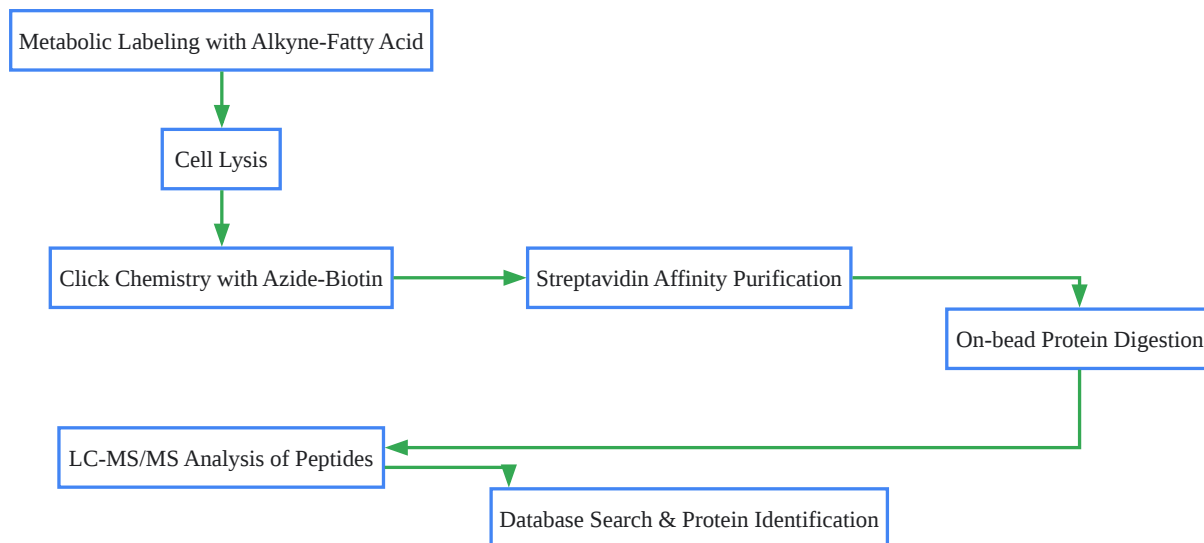 Metabolic Labeling with Alkyne-Fatty Acid
Cell Lysis
Click Chemistry with Azide-Biotin
Streptavidin Affinity Purification
On-bead Protein Digestion
LC-MS/MS Analysis of Peptides
Database Search & Protein Identification